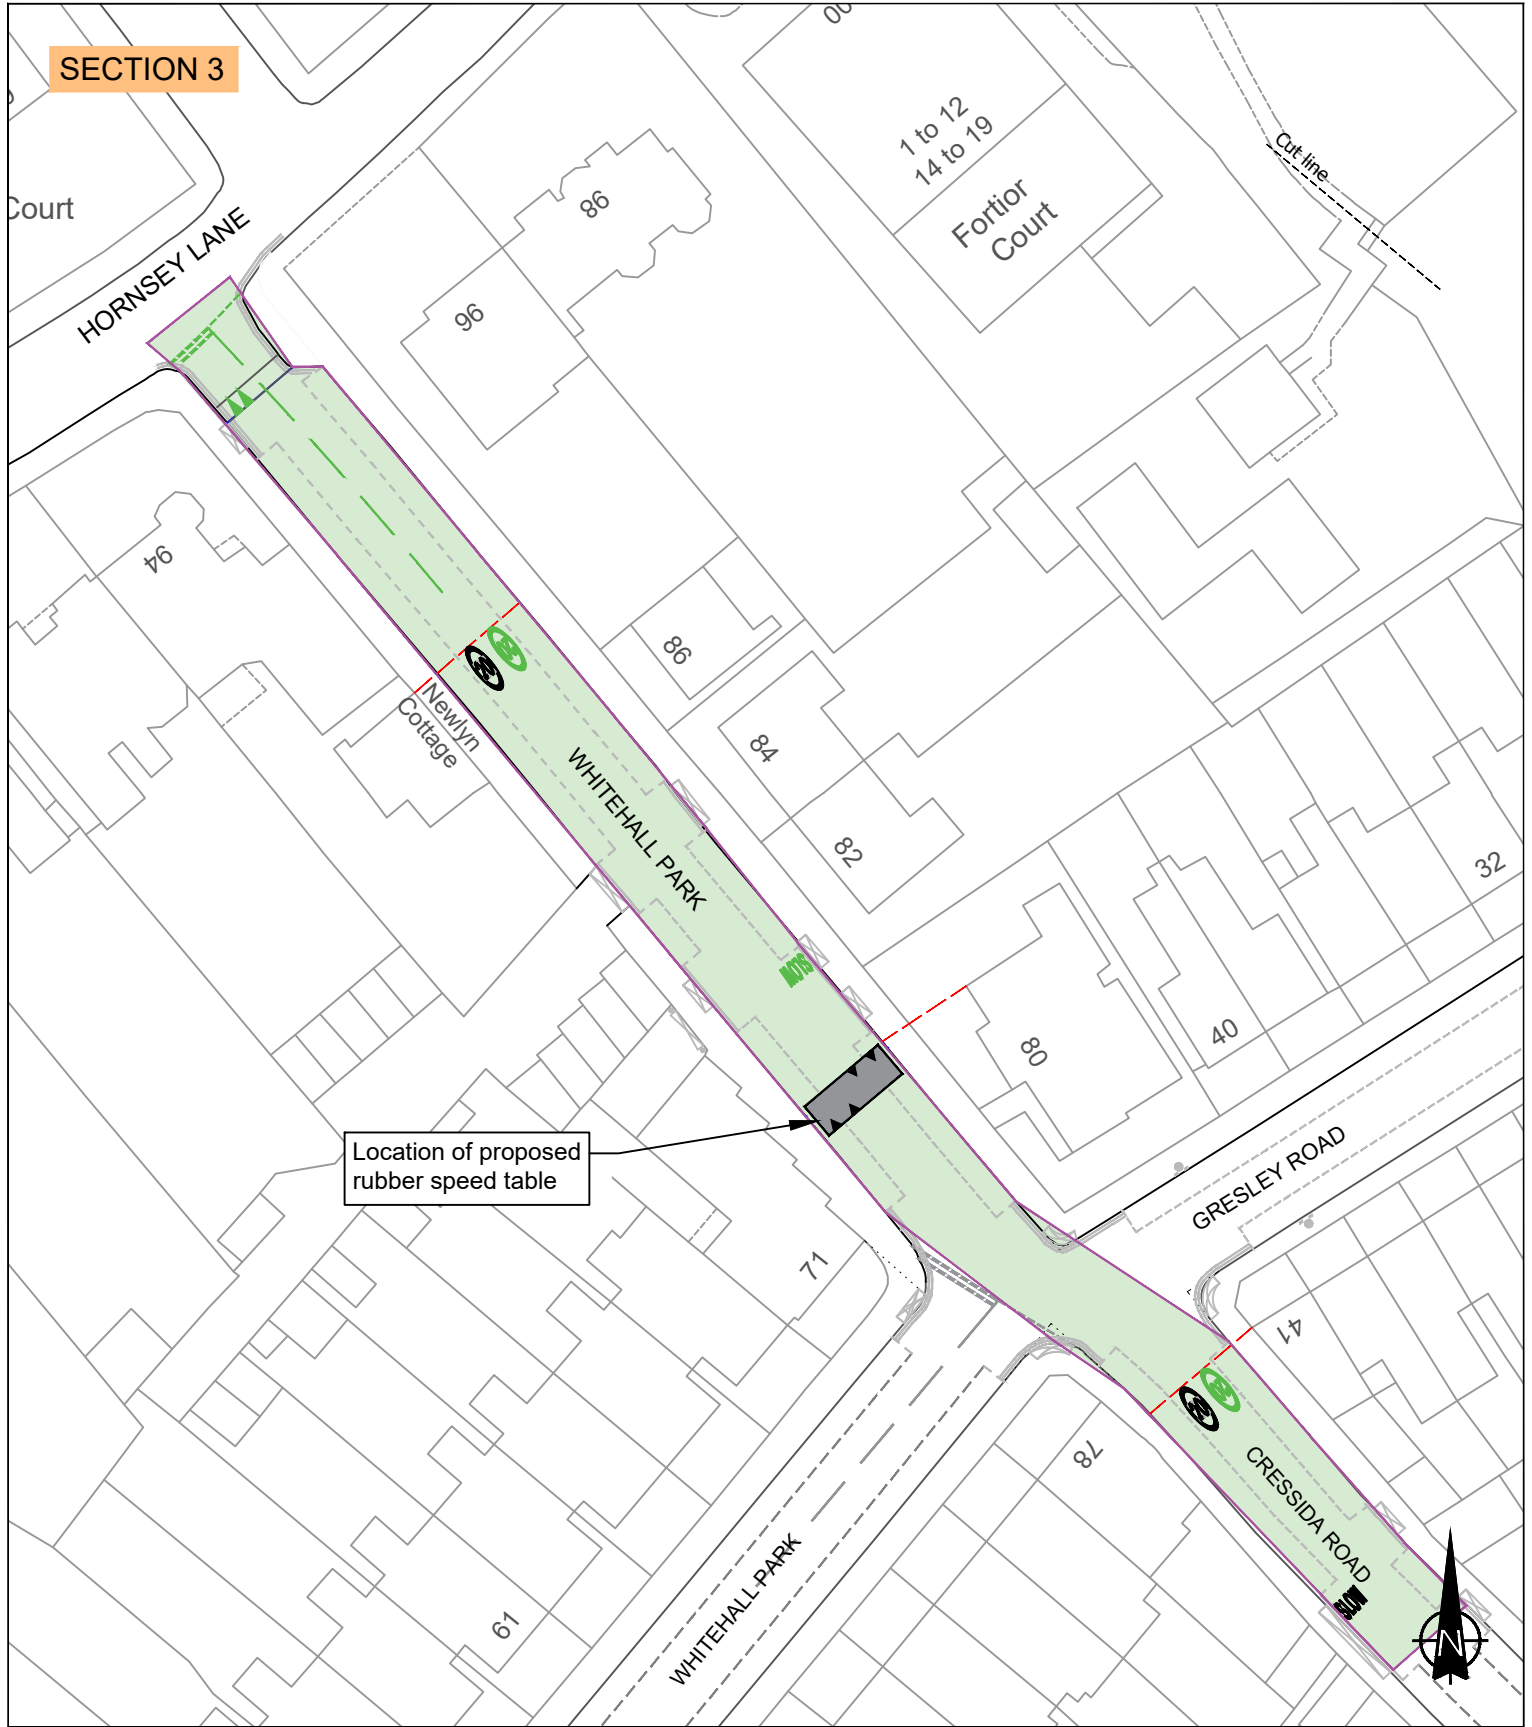 SECTION 3
1 to 12
14 to 19
Fortior
Court
Cut line
Court
HORNSEY LANE
98
96
94
86
Newlyn
Cottage
84
WHITEHALL PARK
82
32
SLOW
40
80
Location of proposed
rubber speed table
GRESLEY ROAD
71
41
78
CRESSIDA ROAD
WHITEHALL PARK
SLOW
61
N